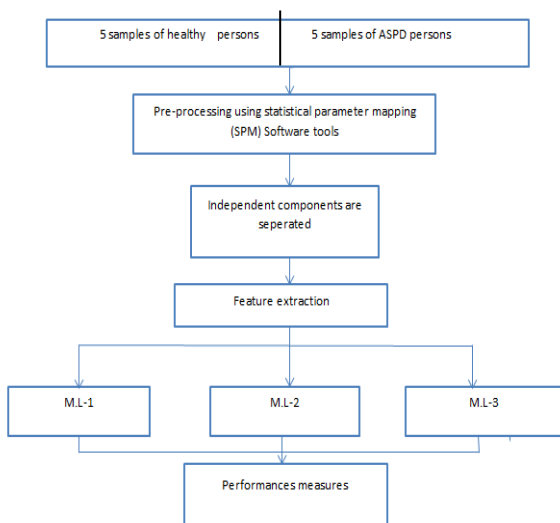 5 samples of healthy persons
5 samples of ASPD persons
Pre-processing using statistical parameter mapping
(SPM) Software tools
Independent components are
seperated
Feature extraction
M.L-1
M.L-2
M.L-3
Performances measures